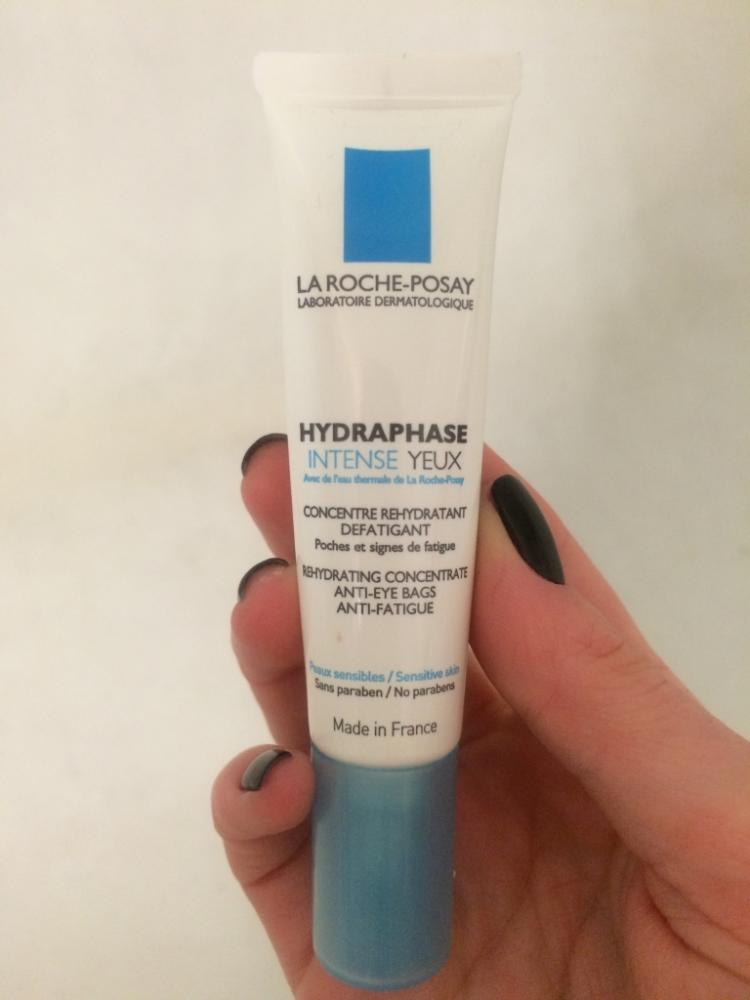 LA ROCHE-POSAY
LABORATOIRE DERMATOLOGIQUE
HYDRAPHASE
INTENSE YEUX
Avec de l'eau thermale de La Roche-Posay
CONCENTRE REHYDRATANT
DEFATIGANT
Poches et signes de fatigue
REHYDRATING CONCENTRATE
ANTI-EYE BAGS
ANTI-FATIGUE
Peaux sensibles / Sensitive skin
Sans paraben / No parabens
Made in France